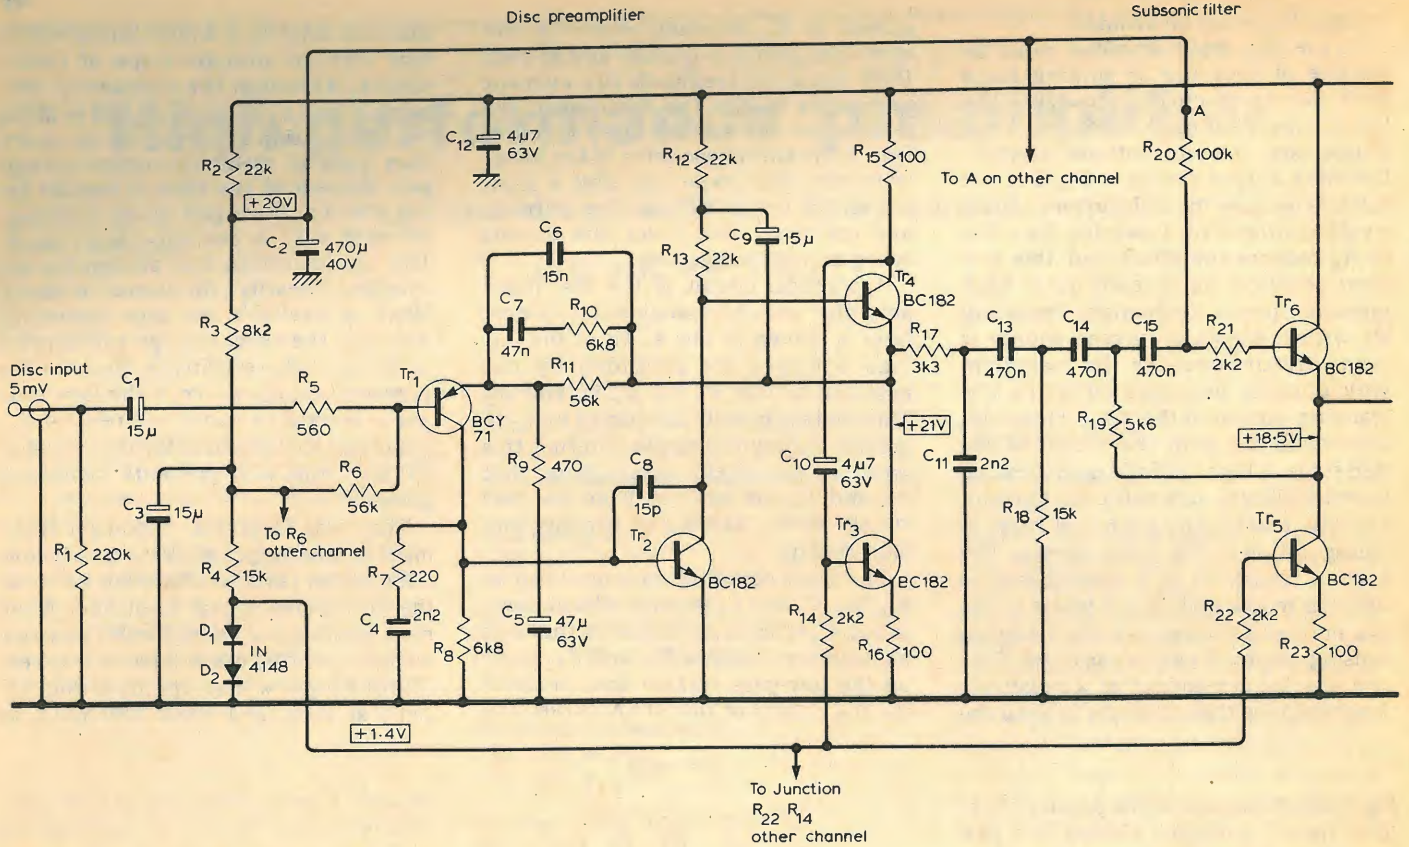 Disc preamplifier
Subsonic filter
R2 22k
+20V
C2 470µ 40V
C12 4µ7 63V
R12 22k
R15 100
To A on other channel
A
R20 100k
R3 8k2
C6 15n
C7 47n
R10 6k8
R11 56k
R13 22k
C9 15µ
Tr4 BC182
Disc input 5mV
C1 15µ
R5 560
Tr1 BCY 71
R17 3k3
C13 470n
C14 470n
C15 470n
R21 2k2
Tr6 BC182
R6 56k
To R6 other channel
C3 15µ
R1 220k
R4 15k
R9 470
C8 15p
C10 4µ7 63V
+21V
C11 2n2
R19 5k6
+18·5V
R7 220
C4 2n2
R8 6k8
C5 47µ 63V
Tr2 BC182
Tr3 BC182
R14 2k2
R16 100
R18 15k
Tr5 BC182
R22 2k2
R23 100
D1
D2
IN 4148
+1·4V
To Junction
R22 R14
other channel